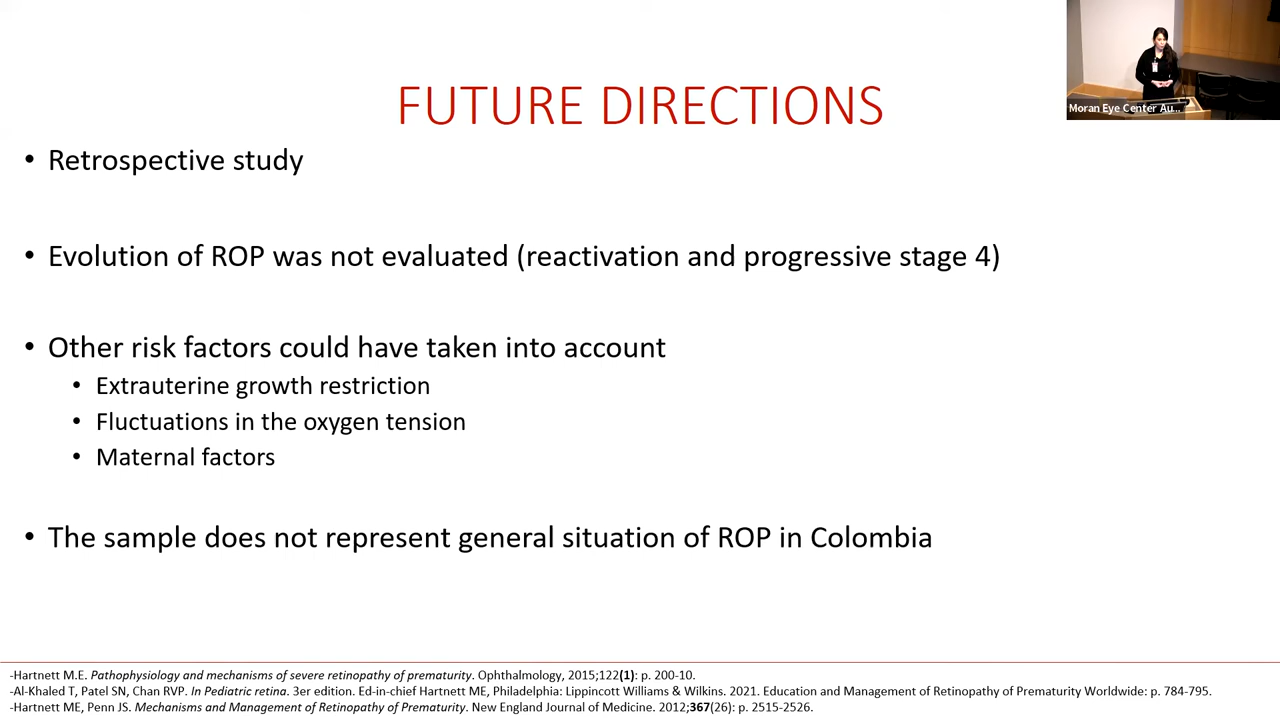 Moran Eye Center Au...
FUTURE DIRECTIONS
• Retrospective study
• Evolution of ROP was not evaluated (reactivation and progressive stage 4)
• Other risk factors could have taken into account
• Extrauterine growth restriction
• Fluctuations in the oxygen tension
• Maternal factors
• The sample does not represent general situation of ROP in Colombia
-Hartnett M.E. Pathophysiology and mechanisms of severe retinopathy of prematurity. Ophthalmology, 2015;122(1): p. 200-10.
-Al-Khaled T, Patel SN, Chan RVP. In Pediatric retina. 3er edition. Ed-in-chief Hartnett ME, Philadelphia: Lippincott Williams & Wilkins. 2021. Education and Management of Retinopathy of Prematurity Worldwide: p. 784-795.
-Hartnett ME, Penn JS. Mechanisms and Management of Retinopathy of Prematurity. New England Journal of Medicine. 2012;367(26): p. 2515-2526.